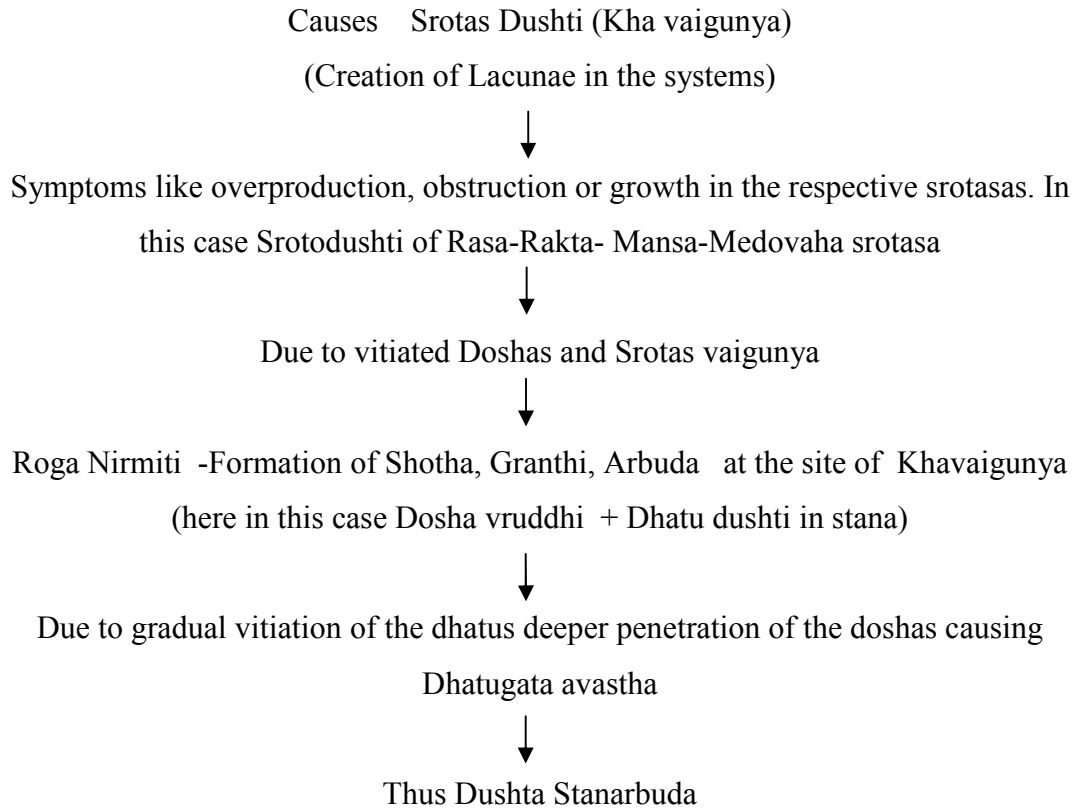 Causes Srotas Dushti (Kha vaigunya)
(Creation of Lacunae in the systems)
Symptoms like overproduction, obstruction or growth in the respective srotasas. In
this case Srotodushti of Rasa-Rakta- Mansa-Medovaha srotasa
Due to vitiated Doshas and Srotas vaigunya
Roga Nirmiti -Formation of Shotha, Granthi, Arbuda at the site of Khavaigunya
(here in this case Dosha vruddhi + Dhatu dushti in stana)
Due to gradual vitiation of the dhatus deeper penetration of the doshas causing
Dhatugata avastha
Thus Dushta Stanarbuda